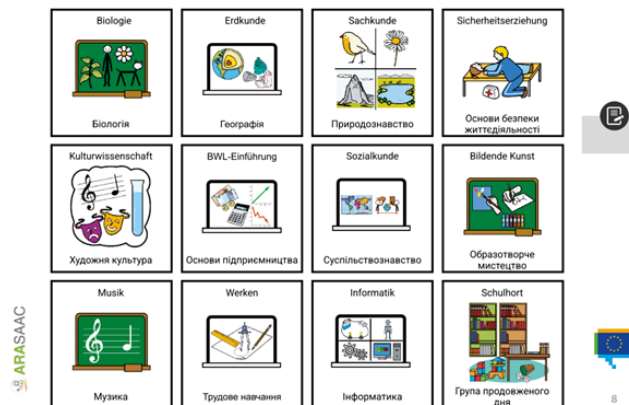 Biologie
Erdkunde
Sachkunde
Sicherheitserziehung
Біологія
Географія
Природознавство
Основи безпеки
життєдіяльності
Kulturwissenschaft
BWL-Einführung
Sozialkunde
Bildende Kunst
Художня культура
Основи підприємництва
Суспільствознавство
Образотворче
мистецтво
Musik
Werken
Informatik
Schulhort
Музика
Трудове навчання
Інформатика
Група продовженого
дня
ARASAAC
8